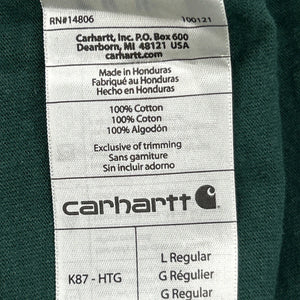 RN#14806 100121
Carhartt, Inc. P.O. Box 600
Dearborn, MI 48121 USA
carhartt.com
Made in Honduras
Fabriqué au Honduras
Hecho en Honduras
100% Cotton
100% Coton
100% Algodón
Exclusive of trimming
Sans garniture
Sin incluir adorno
carhartt
K87 - HTG
L Regular
G Régulier
G Regular